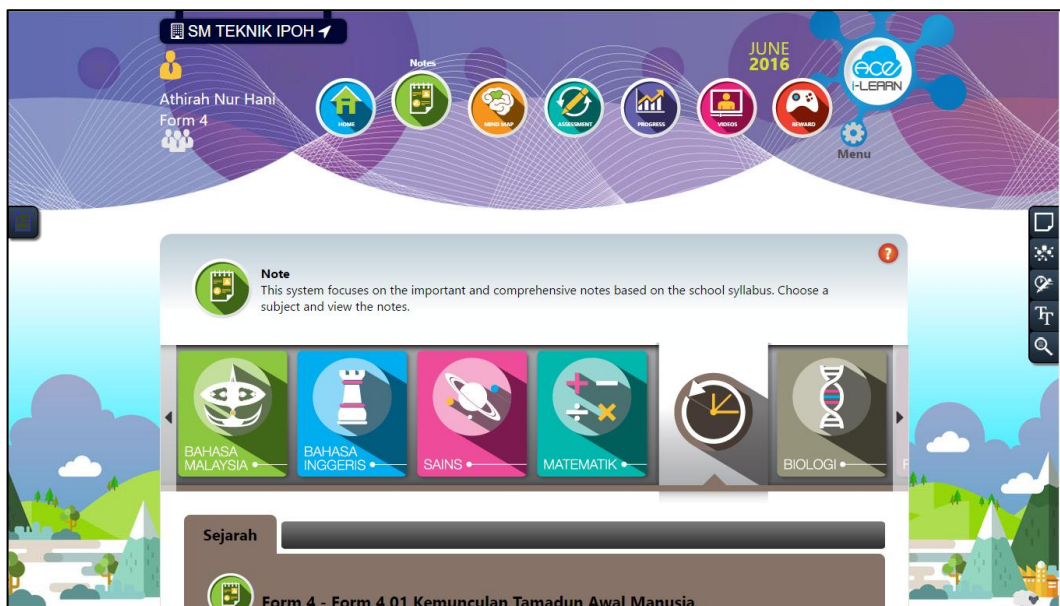 SM TEKNIK IPOH
Athirah Nur Hani
Form 4
HOME
Notes
MIND MAP
ASSESSMENT
PROGRESS
VIDEOS
REWARD
JUNE
2016
ACE
i-LEARN
Menu
?
Note
This system focuses on the important and comprehensive notes based on the school syllabus. Choose a
subject and view the notes.
BAHASA
MALAYSIA
BAHASA
INGGERIS
SAINS
MATEMATIK
BIOLOGI
TT
Sejarah
Form 4 - Form 4 01 Kemunculan Tamadun Awal Manusia